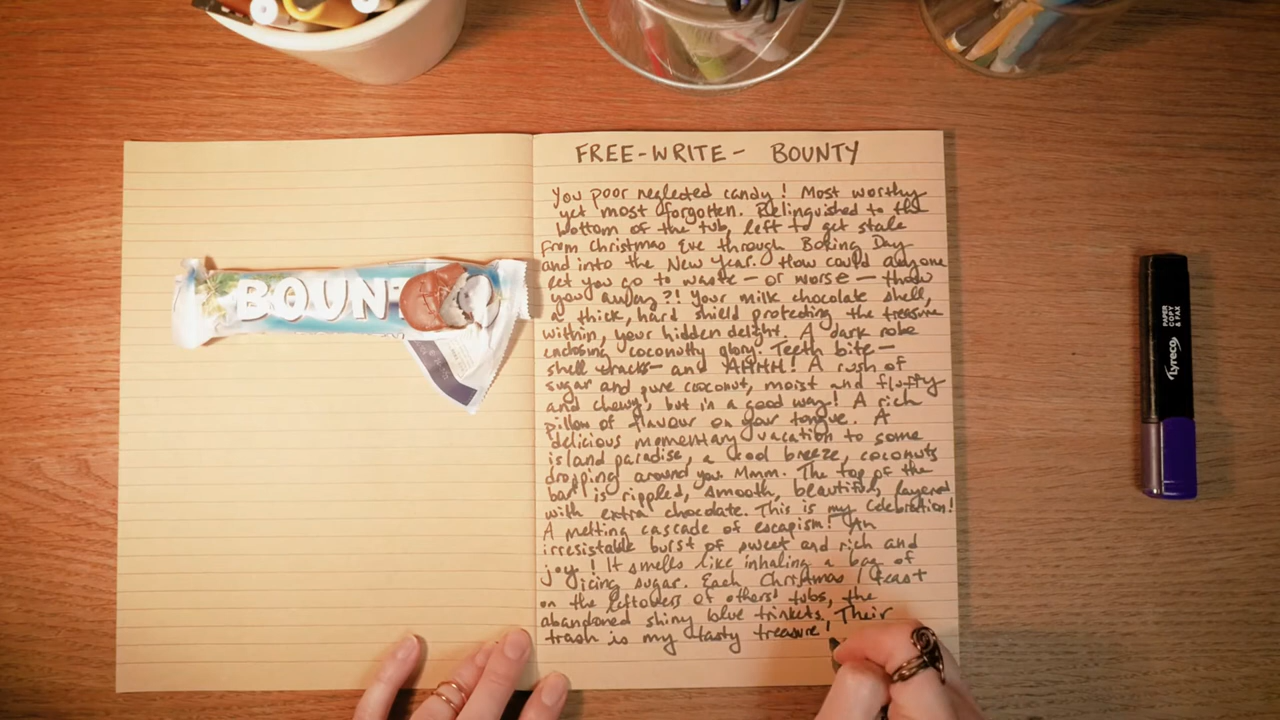 FREE-WRITE- BOUNTY
You poor neglected candy! Most worthy
yet most forgotten. Relinquished to the
bottom of the tub, left to get stale
from Christmas Eve through Boxing Day
and into the New Year. How could anyone
let you go to waste - or worse - throw
you away?! Your milk chocolate shell,
a thick, hard shield protecting the treasure
within, your hidden delight. A dark robe
enclosing coconutty glory. Teeth bite-
shell cracks- and AHHH! A rush of
sugar and pure coconut, moist and fluffy
and chewy, but in a good way! A rich
pillow of flavour on your tongue. A
delicious momentary vacation to some
island paradise, a cool breeze, coconuts
dropping around you. Mmm. The top of the
bar is rippled, smooth, beautiful, layered
with extra chocolate. This is my celebration!
A melting cascade of escapism! An
irresistable burst of sweet and rich and
joy! It smells like inhaling a bag of
icing sugar. Each Christmas I feast
on the leftovers of others' tubs, the
abandoned shiny blue trinkets. Their
trash is my tasty treasure!
BOUN
Lyreco
PAPER
COPY
& FAX